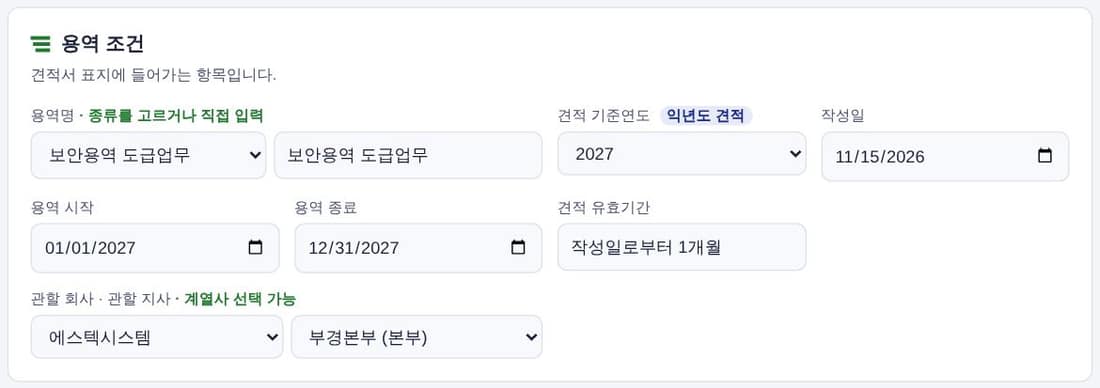 용역 조건
견적서 표지에 들어가는 항목입니다.
용역명 · 종류를 고르거나 직접 입력
보안용역 도급업무
보안용역 도급업무
견적 기준연도 익년도 견적
2027
작성일
11/15/2026
용역 시작
01/01/2027
용역 종료
12/31/2027
견적 유효기간
작성일로부터 1개월
관할 회사 · 관할 지사 · 계열사 선택 가능
에스텍시스템
부경본부 (본부)